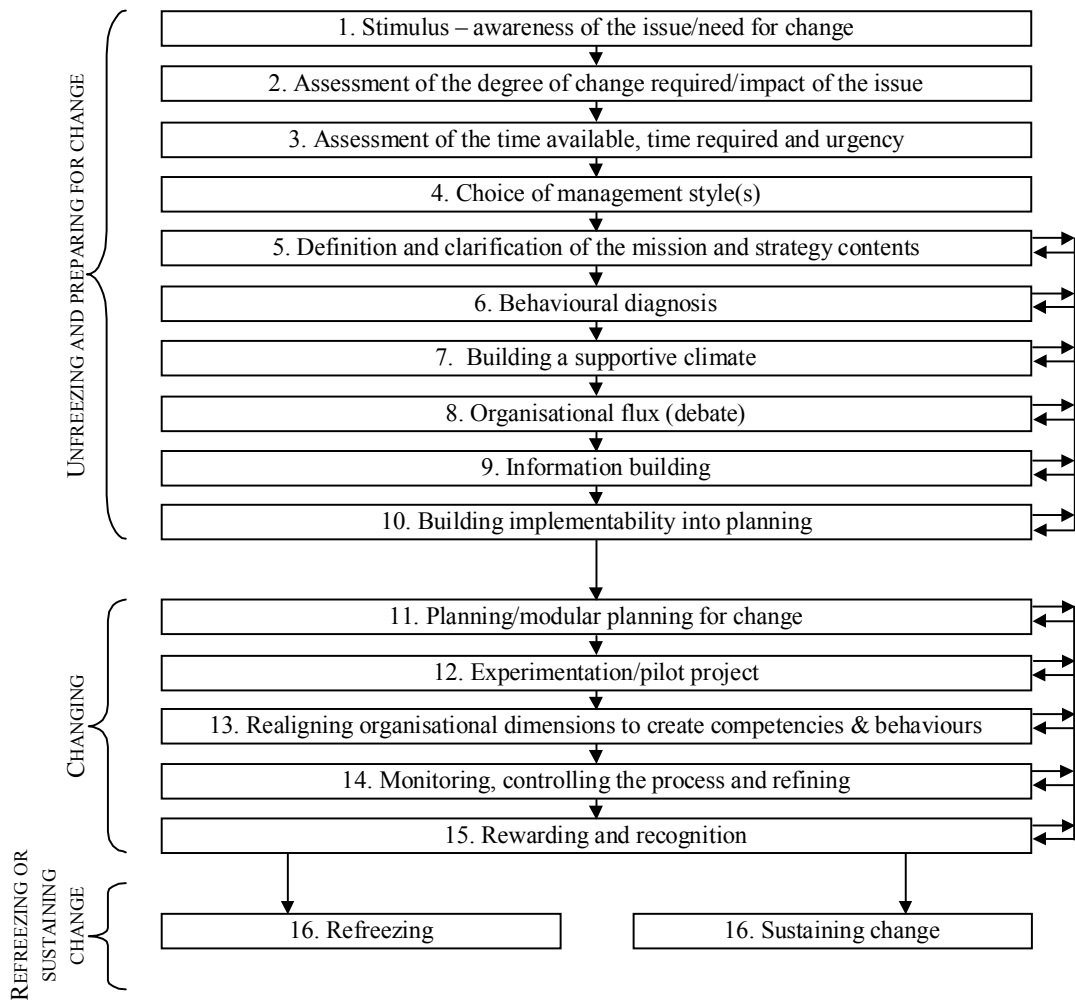 UNFREEZING AND PREPARING FOR CHANGE
1. Stimulus – awareness of the issue/need for change
2. Assessment of the degree of change required/impact of the issue
3. Assessment of the time available, time required and urgency
4. Choice of management style(s)
5. Definition and clarification of the mission and strategy contents
6. Behavioural diagnosis
7.  Building a supportive climate
8. Organisational flux (debate)
9. Information building
10. Building implementability into planning
CHANGING
11. Planning/modular planning for change
12. Experimentation/pilot project
13. Realigning organisational dimensions to create competencies & behaviours
14. Monitoring, controlling the process and refining
15. Rewarding and recognition
REFREEZING OR
SUSTAINING
CHANGE
16. Refreezing
16. Sustaining change